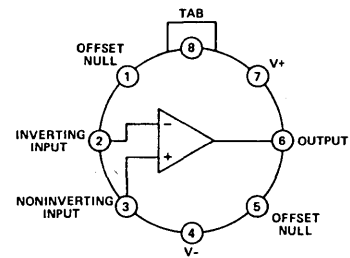 TAB
8
OFFSET
NULL
1
7
V+
INVERTING
INPUT
2
−
+
6
OUTPUT
NONINVERTING
INPUT
3
5
OFFSET
NULL
4
V-